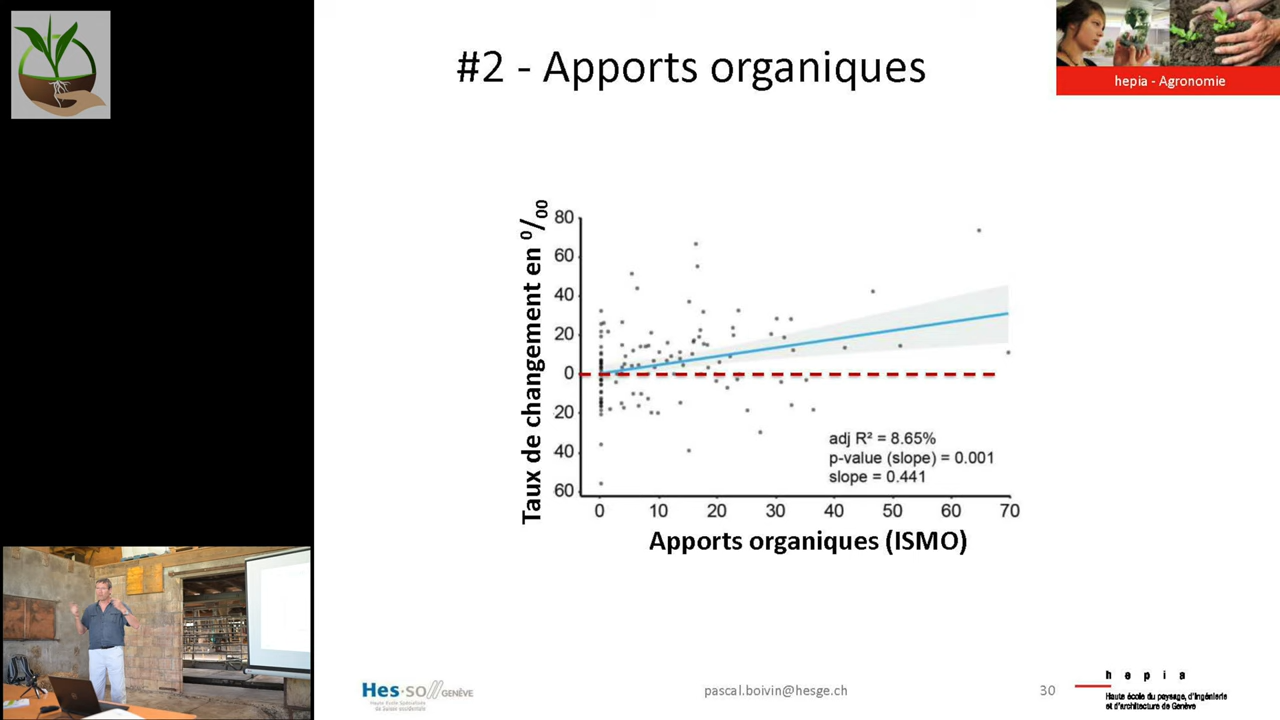 #2 - Apports organiques
hepia - Agronomie
Taux de changement en ⁰/₀₀
80
60
40
20
0
20
40
60
adj R² = 8.65%
p-value (slope) = 0.001
slope = 0.441
0 10 20 30 40 50 60 70
Apports organiques (ISMO)
Hes·so// GENÈVE
Haute Ecole Spécialisée
de Suisse occidentale
pascal.boivin@hesge.ch
30
h e p i a
Haute école du paysage, d'ingénierie
et d'architecture de Genève